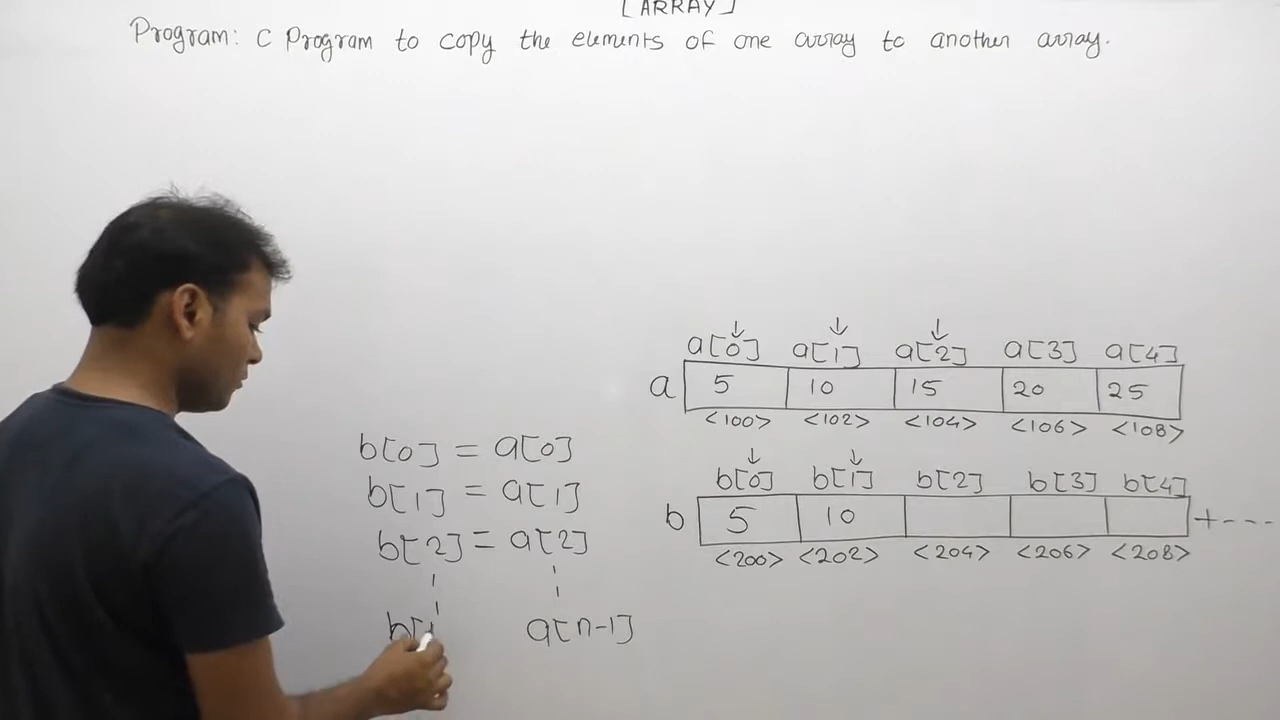 [ARRAY]
Program: C Program to copy the elements of one array to another array.
a[0] a[1] a[2] a[3] a[4]
a 5 10 15 20 25
<100> <102> <104> <106> <108>
b[0] = a[0]
b[1] = a[1]
b[2] = a[2]
a[n-1]
b[0] b[1] b[2] b[3] b[4]
b 5 10 +----
<200> <202> <204> <206> <208>